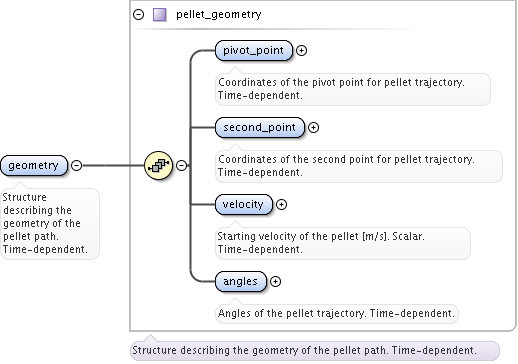 pellet_geometry
pivot_point
Coordinates of the pivot point for pellet trajectory.
Time-dependent.
second_point
Coordinates of the second point for pellet trajectory.
Time-dependent.
geometry
Structure
describing the
geometry of the
pellet path.
Time-dependent.
velocity
Starting velocity of the pellet [m/s]. Scalar.
Time-dependent.
angles
Angles of the pellet trajectory. Time-dependent.
Structure describing the geometry of the pellet path. Time-dependent.